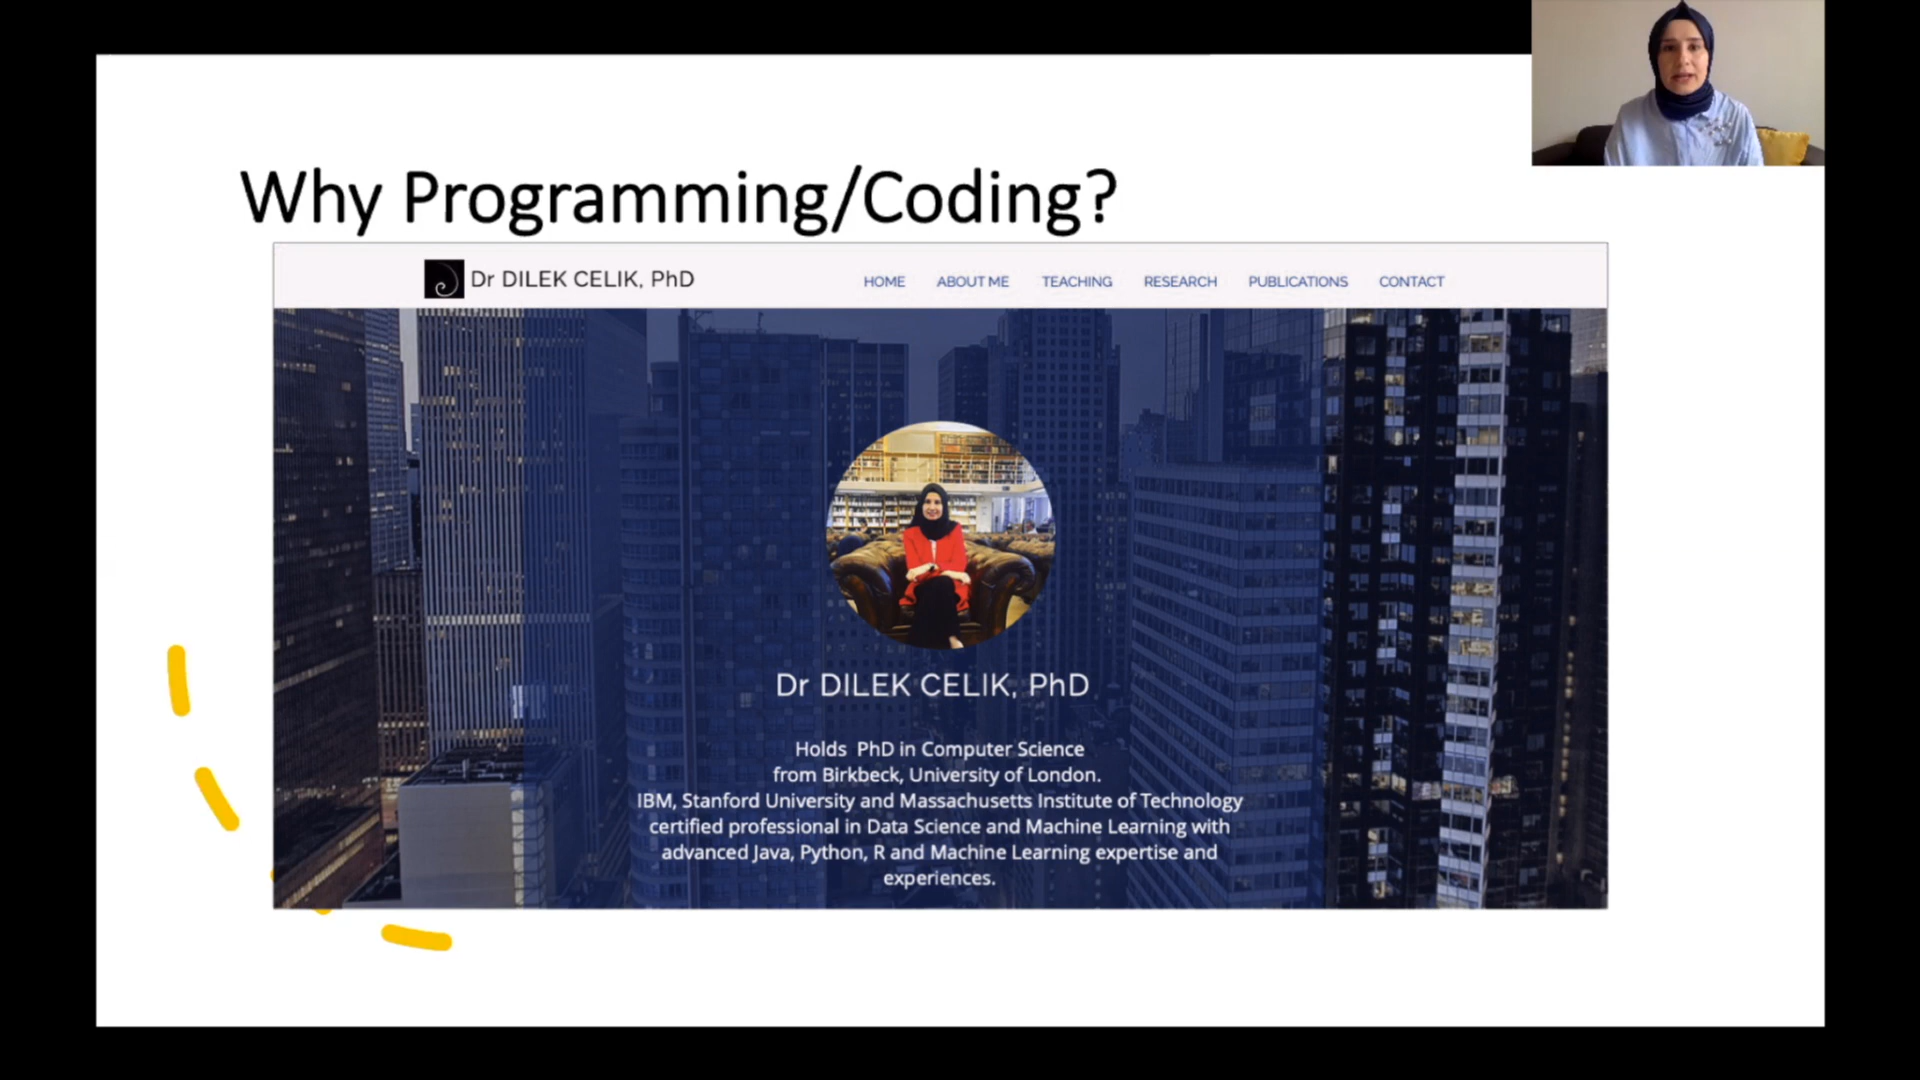 Why Programming/Coding?
Dr DILEK CELIK, PhD
HOME ABOUT ME TEACHING RESEARCH PUBLICATIONS CONTACT
Dr DILEK CELIK, PhD
Holds PhD in Computer Science
from Birkbeck, University of London.
IBM, Stanford University and Massachusetts Institute of Technology
certified professional in Data Science and Machine Learning with
advanced Java, Python, R and Machine Learning expertise and
experiences.